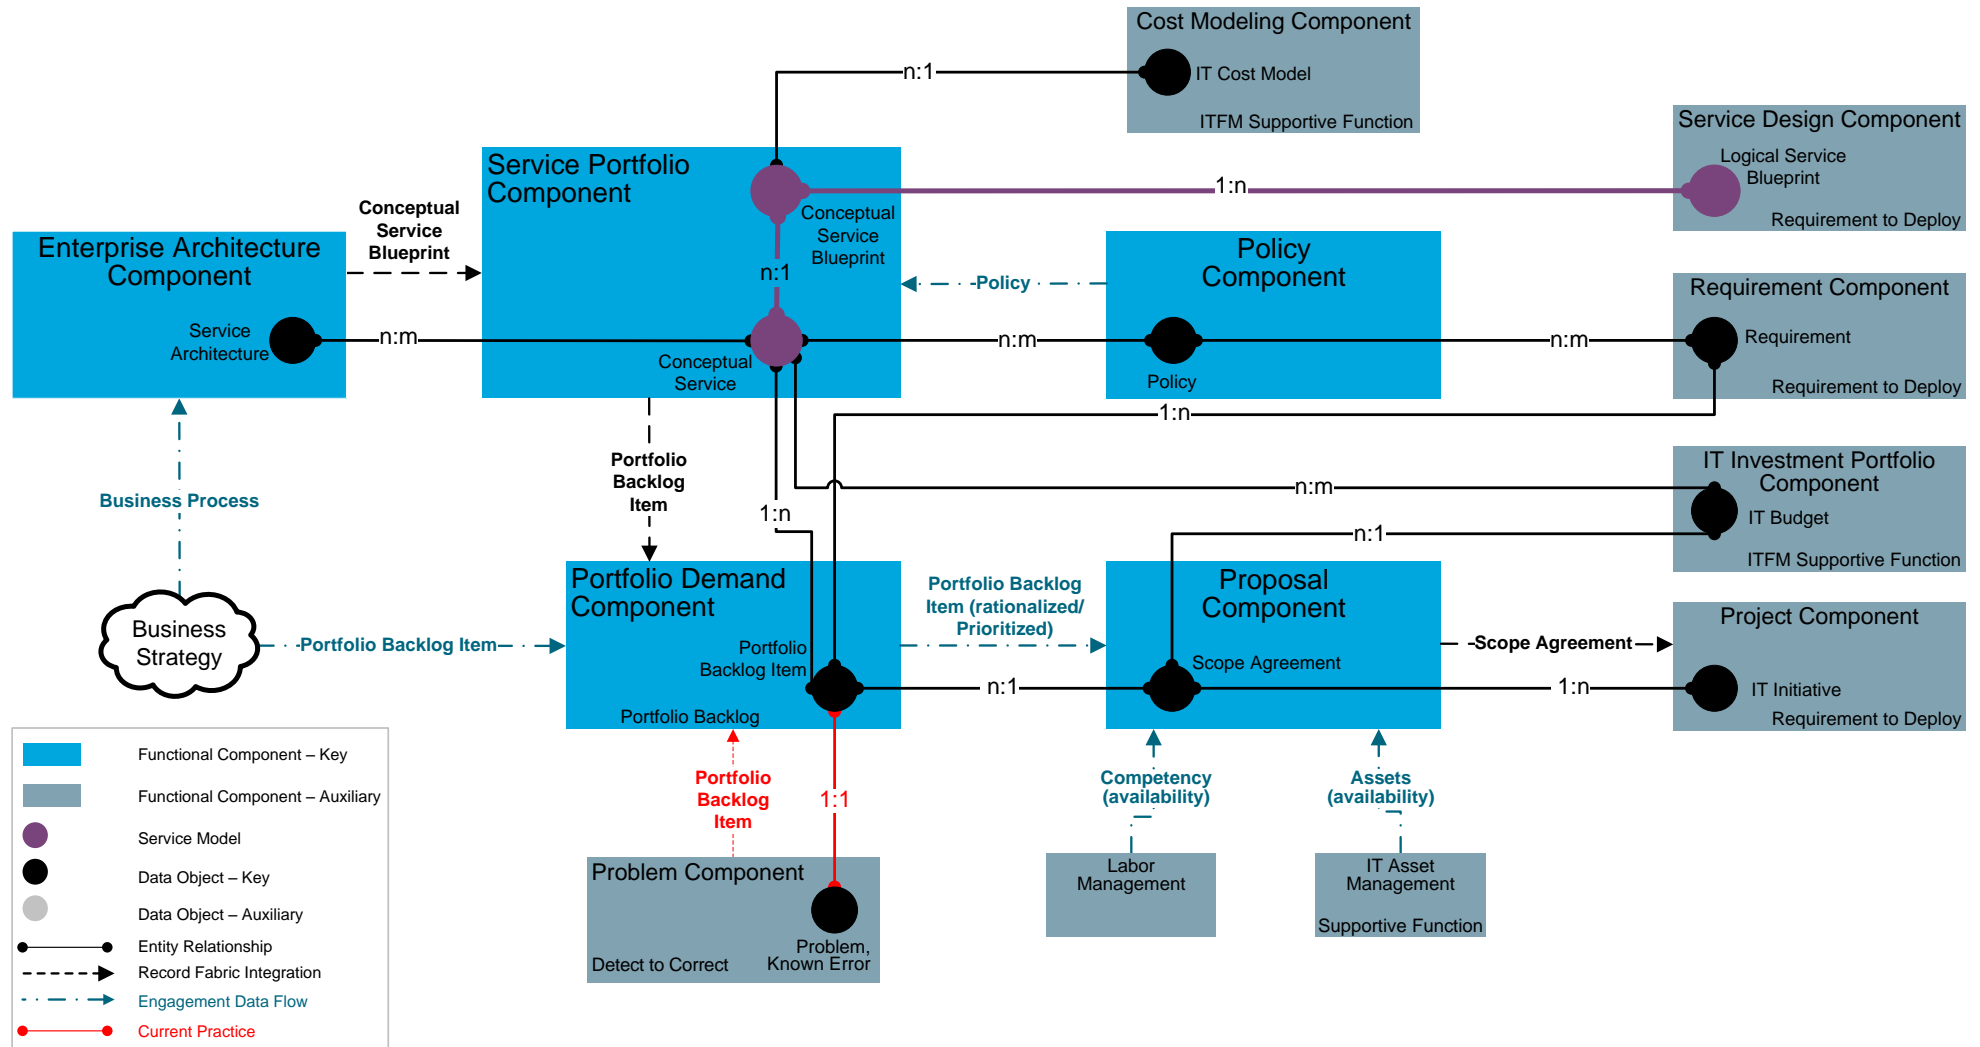 Cost Modeling Component
IT Cost Model
ITFM Supportive Function
n:1
Service Design Component
Logical Service
Blueprint
Requirement to Deploy
1:n
Service Portfolio
Component
Conceptual
Service
Blueprint
n:1
Conceptual
Service
Conceptual
Service
Blueprint
Enterprise Architecture
Component
Service
Architecture
n:m
Policy
Policy
Component
Policy
n:m
n:m
Requirement Component
Requirement
Requirement to Deploy
1:n
Portfolio
Backlog
Item
1:n
n:m
IT Investment Portfolio
Component
IT Budget
ITFM Supportive Function
n:1
Business Process
Business
Strategy
Portfolio Backlog Item
Portfolio Demand
Component
Portfolio
Backlog Item
Portfolio Backlog
Portfolio Backlog
Item (rationalized/
Prioritized)
n:1
Proposal
Component
Scope Agreement
Scope Agreement
1:n
Project Component
IT Initiative
Requirement to Deploy
Portfolio
Backlog
Item
1:1
Problem Component
Problem,
Known Error
Detect to Correct
Competency
(availability)
Labor
Management
Assets
(availability)
IT Asset
Management
Supportive Function
Functional Component – Key
Functional Component – Auxiliary
Service Model
Data Object – Key
Data Object – Auxiliary
Entity Relationship
Record Fabric Integration
Engagement Data Flow
Current Practice